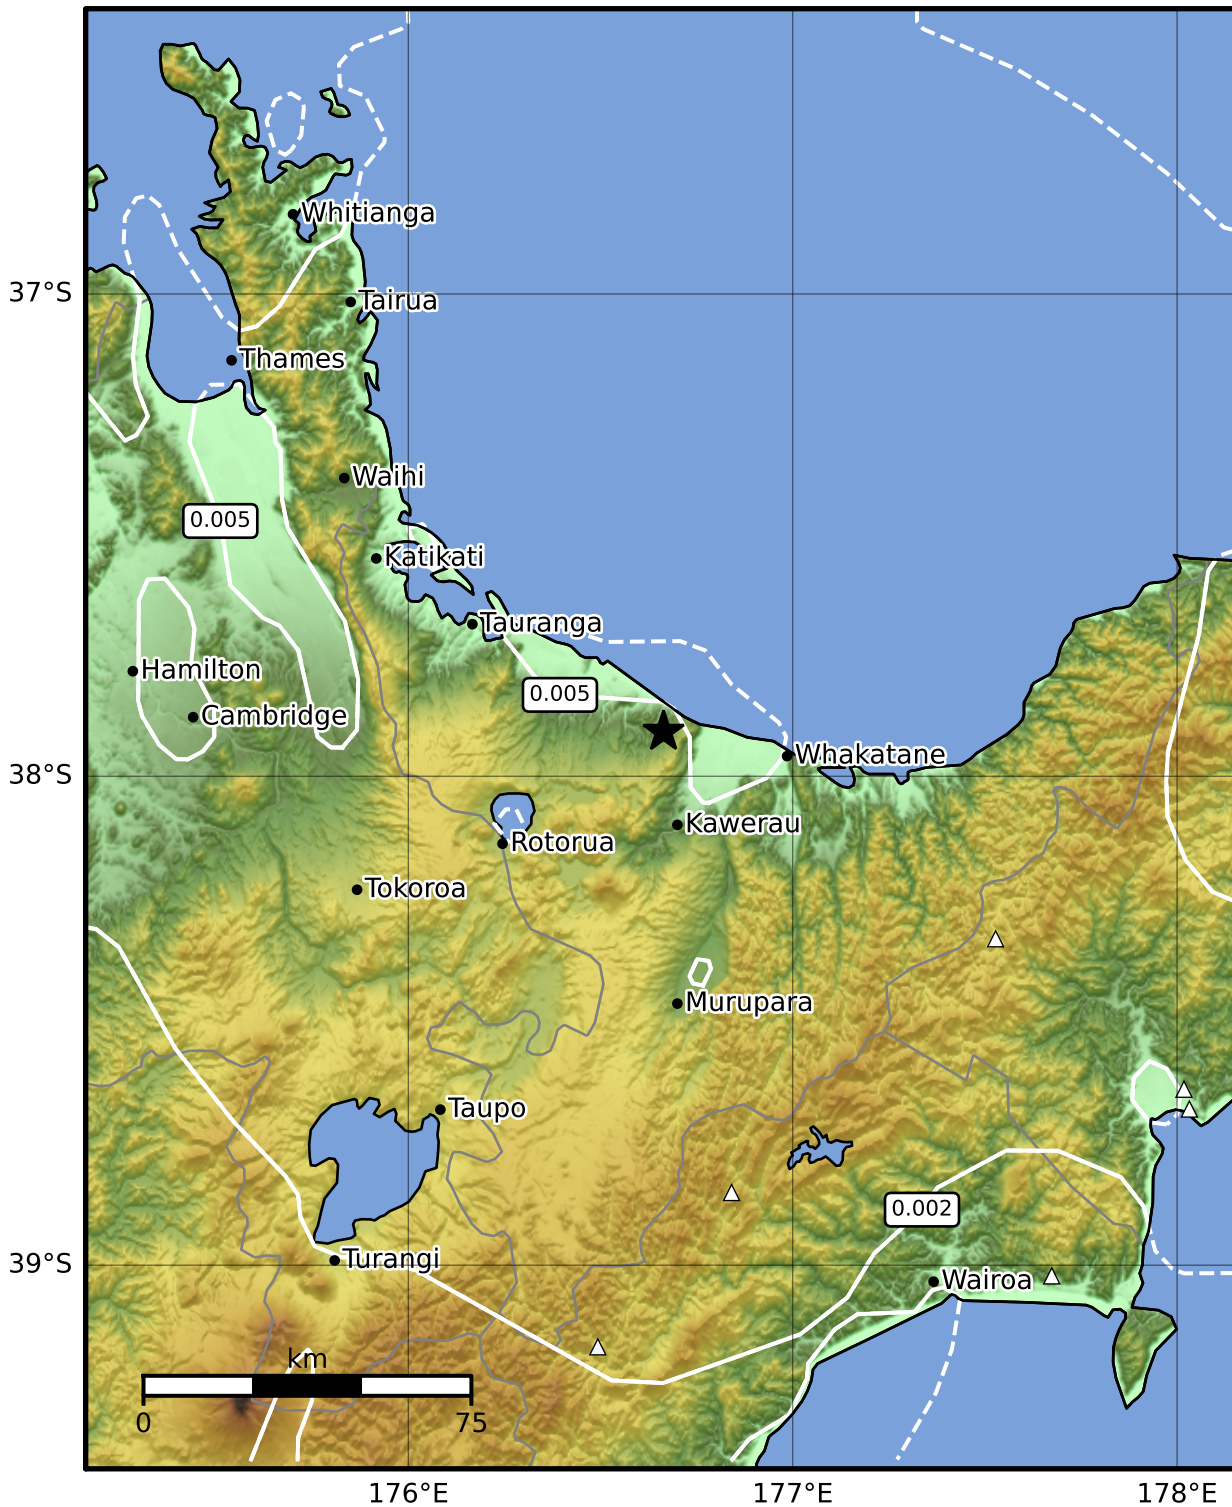 Whitianga
37°S
Tairua
Thames
Waihi
0.005
Katikati
Tauranga
Hamilton
0.005
Cambridge
Whakatane
38°S
Kawerau
Rotorua
Tokoroa
Murupara
Taupo
0.002
39°S
Turangi
Wairoa
km
0
75
176°E
177°E
178°E